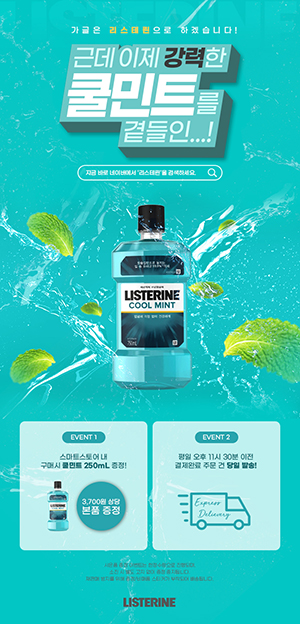 LISTERINE
가글은 리스테린으로 하겠습니다!
근데 이제 강력한
쿨민트를
곁들인...!
지금 바로 네이버에서 '리스테린'을 검색하세요.
LISTERINE
COOL MINT
EVENT 1
스마트스토어 내
구매시 쿨민트 250mL 증정!
3,700원 상당
본품 증정
EVENT 2
평일 오후 11시 30분 이전
결제완료 주문 건 당일 발송!
Express
Delivery
LISTERINE